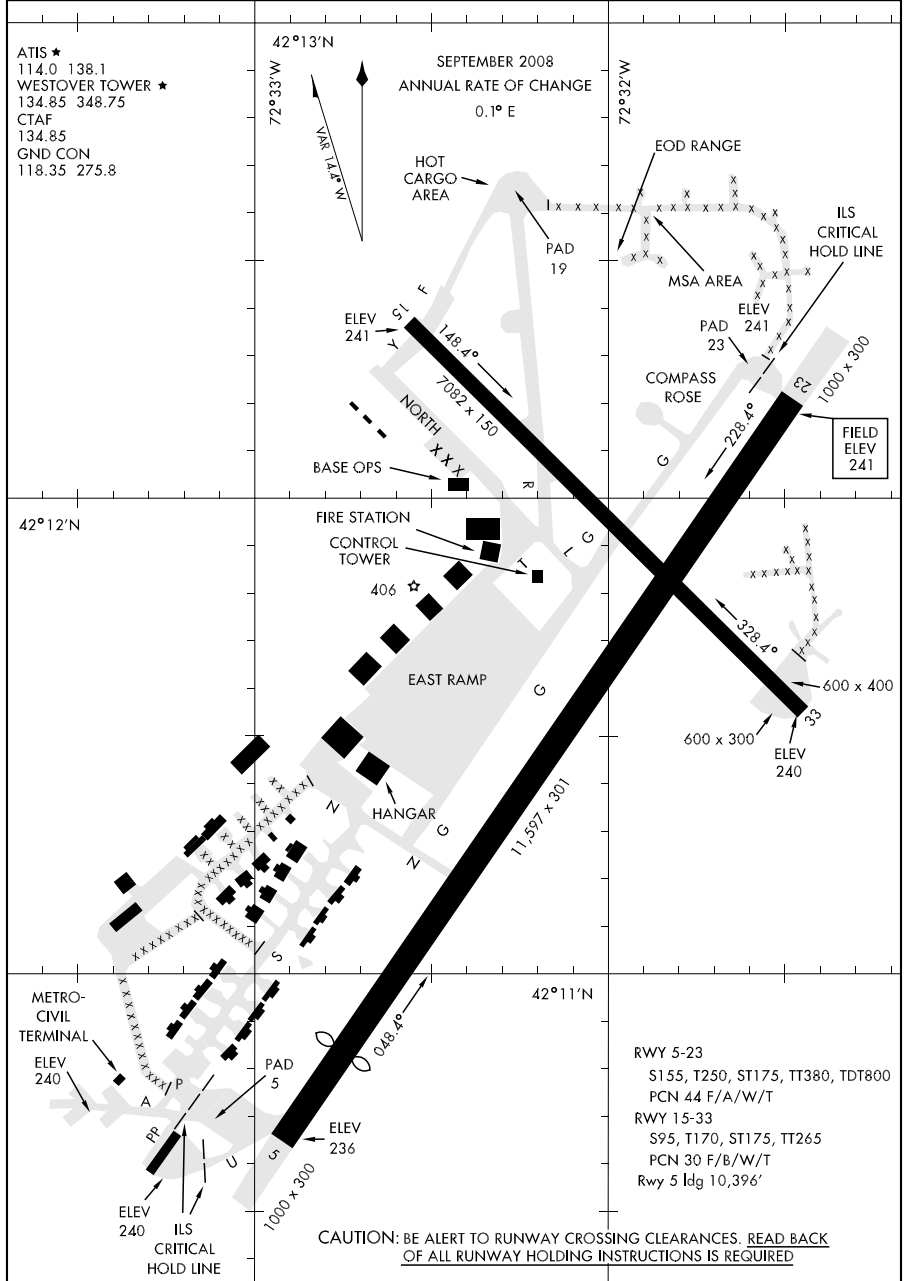 ATIS ★
114.0 138.1
WESTOVER TOWER ★
134.85 348.75
CTAF
134.85
GND CON
118.35 275.8
42°13'N
72°33'W
SEPTEMBER 2008
ANNUAL RATE OF CHANGE
0.1° E
72°32'W
VAR 14.4° W
HOT
CARGO
AREA
EOD RANGE
ILS
CRITICAL
HOLD LINE
PAD
19
MSA AREA
ELEV
241
F
15
ELEV
241
Y
148.4°
7082 x 150
PAD
23
COMPASS
ROSE
23
1000 x 300
228.4°
FIELD
ELEV
241
NORTH
X X X
BASE OPS
G
R
42°12'N
FIRE STATION
CONTROL
TOWER
T
L
G
406
328.4°
EAST RAMP
G
600 x 400
33
600 x 300
ELEV
240
HANGAR
N
G
N
11,597 x 301
S
42°11'N
METRO-
CIVIL
TERMINAL
ELEV
240
048.4°
PAD
5
P
A
PP
U
5
ELEV
236
1000 x 300
ELEV
240
ILS
CRITICAL
HOLD LINE
RWY 5-23
S155, T250, ST175, TT380, TDT800
PCN 44 F/A/W/T
RWY 15-33
S95, T170, ST175, TT265
PCN 30 F/B/W/T
Rwy 5 ldg 10,396'
CAUTION: BE ALERT TO RUNWAY CROSSING CLEARANCES. READ BACK
OF ALL RUNWAY HOLDING INSTRUCTIONS IS REQUIRED